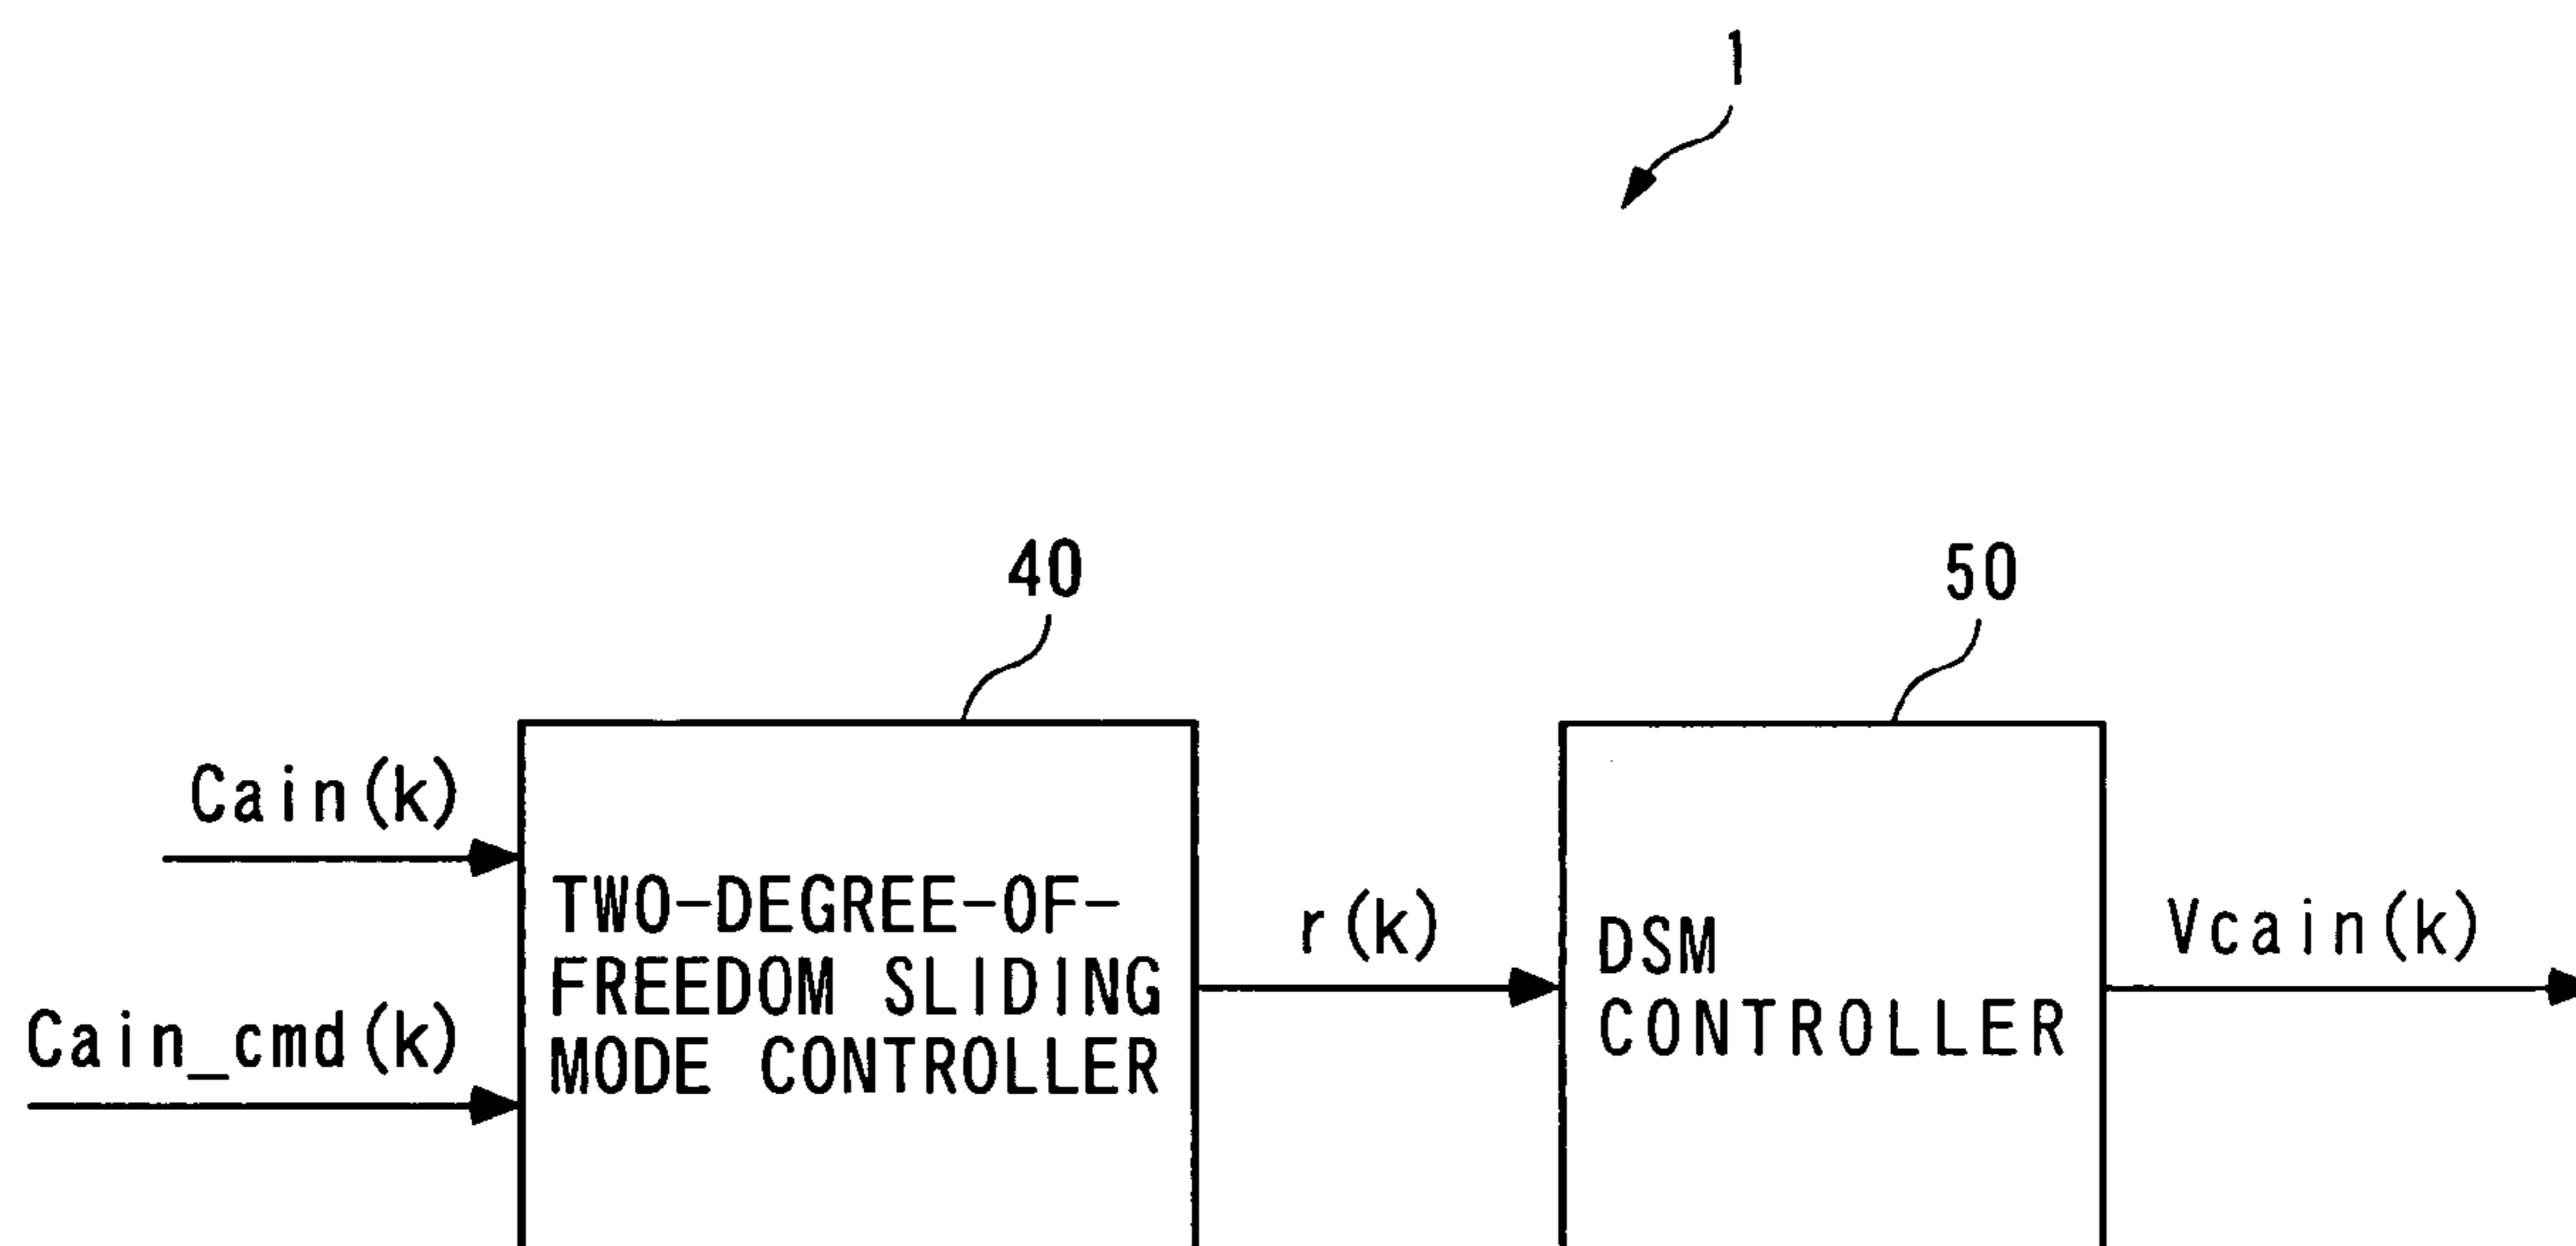 1
40
50
Cain(k)
Cain_cmd(k)
TWO-DEGREE-OF-
FREEDOM SLIDING
MODE CONTROLLER
r(k)
DSM
CONTROLLER
Vcain(k)